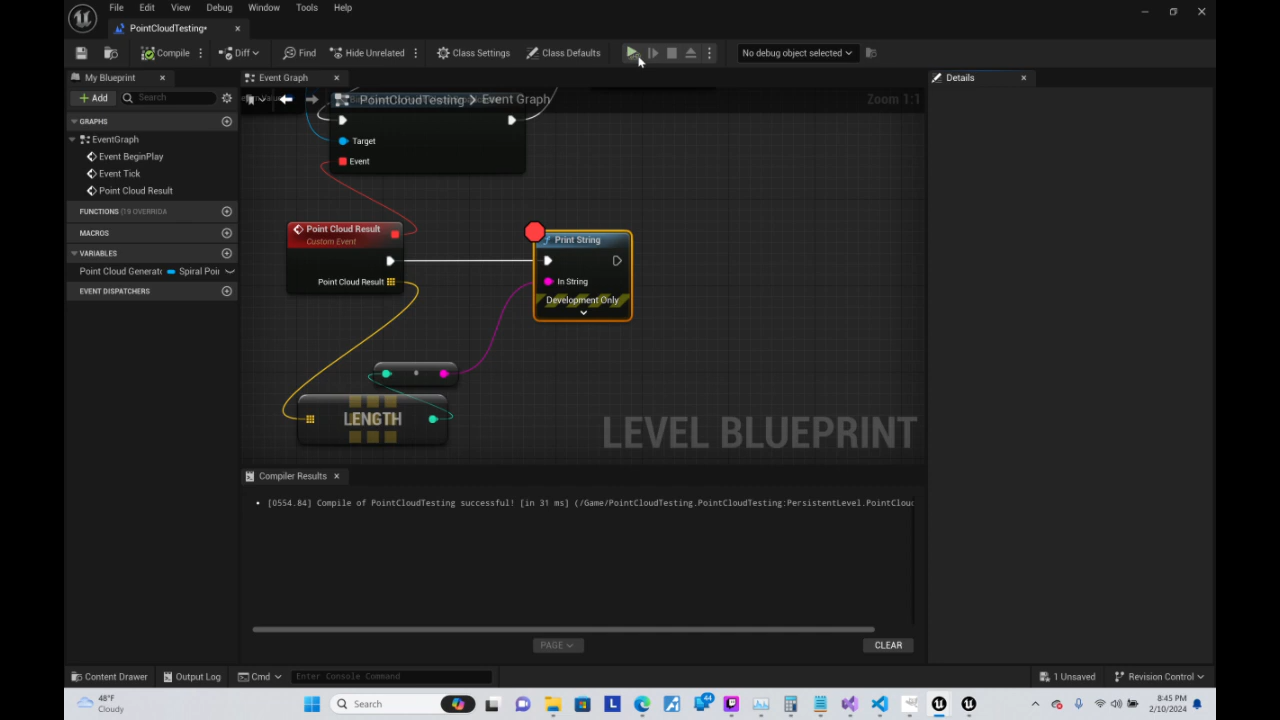 File Edit View Debug Window Tools Help
PointCloudTesting*
Compile Diff Find Hide Unrelated Class Settings Class Defaults No debug object selected
My Blueprint
Event Graph
Details
Add Search
PointCloudTesting > Event Graph
Zoom 1:1
GRAPHS
EventGraph
Event BeginPlay
Event Tick
Point Cloud Result
FUNCTIONS (19 OVERRIDA
MACROS
VARIABLES
Point Cloud Generato Spiral Poin
EVENT DISPATCHERS
Target
Event
Point Cloud Result
Custom Event
Point Cloud Result
Print String
In String
Development Only
LENGTH
LEVEL BLUEPRINT
Compiler Results
• [0554.84] Compile of PointCloudTesting successful! [in 31 ms] (/Game/PointCloudTesting.PointCloudTesting:PersistentLevel.PointClou
PAGE
CLEAR
Content Drawer Output Log Cmd Enter Console Command 1 Unsaved Revision Control
48°F
Cloudy
Search
44
8:45 PM
2/10/2024